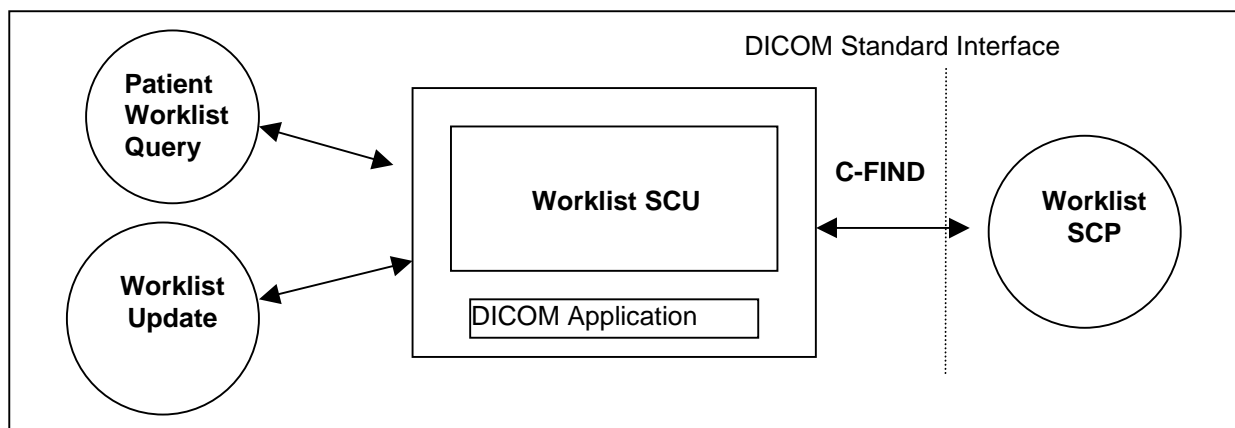 Patient
Worklist
Query
Worklist
Update
Worklist SCU
DICOM Application
DICOM Standard Interface
C-FIND
Worklist
SCP